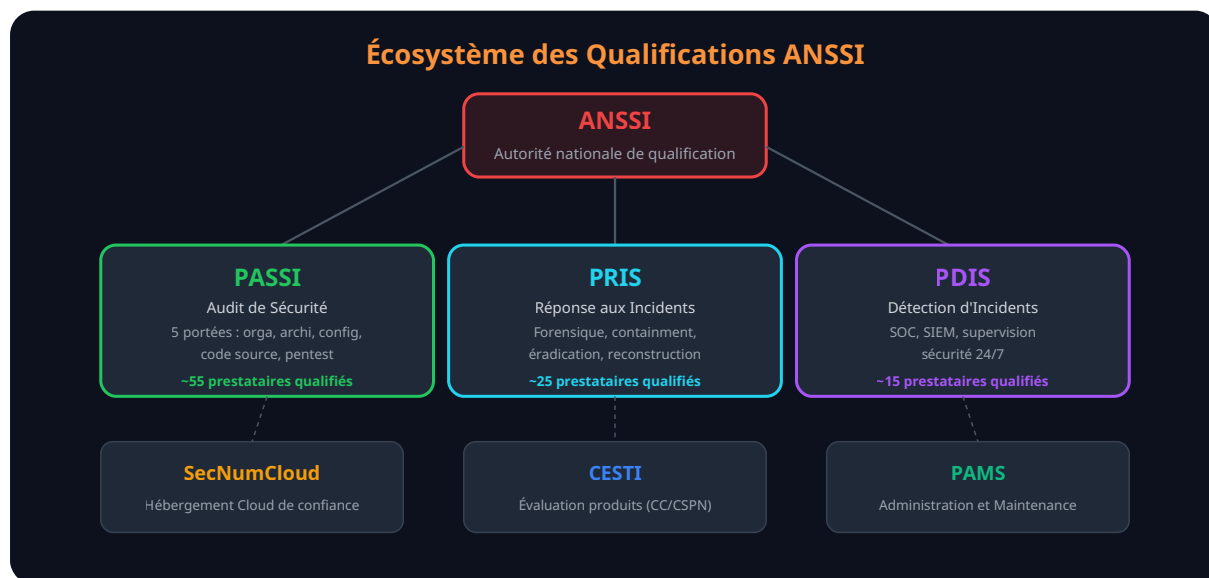 Écosystème des Qualifications ANSSI
ANSSI
Autorité nationale de qualification
PASSI
Audit de Sécurité
5 portées : orga, archi, config,
code source, pentest
~55 prestataires qualifiés
PRIS
Réponse aux Incidents
Forensique, containment,
éradication, reconstruction
~25 prestataires qualifiés
PDIS
Détection d'Incidents
SOC, SIEM, supervision
sécurité 24/7
~15 prestataires qualifiés
SecNumCloud
Hébergement Cloud de confiance
CESTI
Évaluation produits (CC/CSPN)
PAMS
Administration et Maintenance